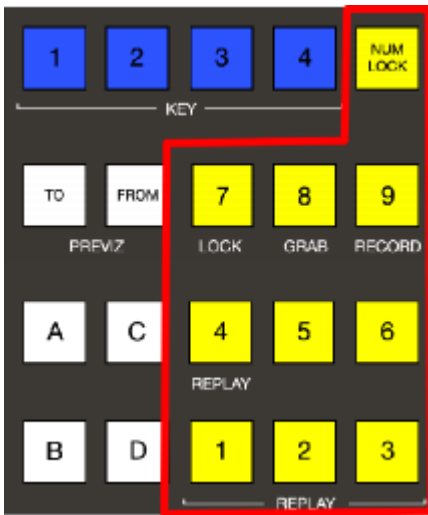 1 2 3 4 NUM LOCK
KEY
TO FROM 7 8 9
PREVIZ LOCK GRAB RECORD
A C 4 5 6
REPLAY
B D 1 2 3
REPLAY